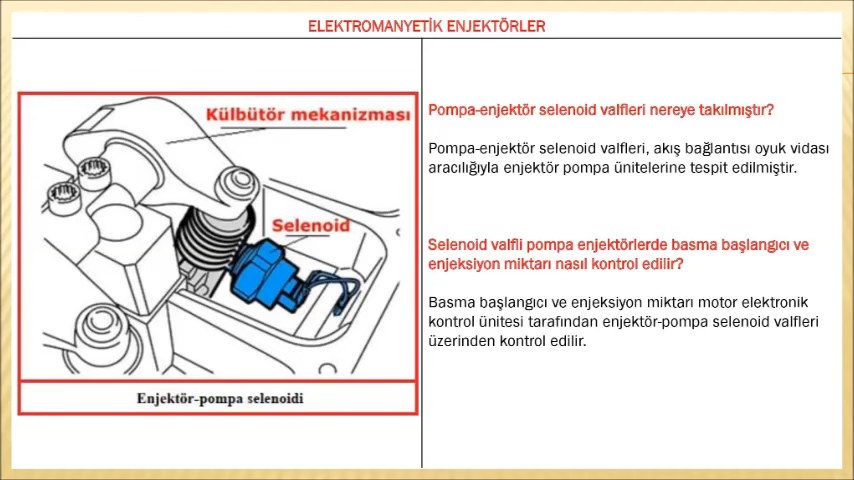 ELEKTROMANYETİK ENJEKTÖRLER
Külbütör mekanizması
Selenoid
Enjektör-pompa selenoidi
Pompa-enjektör selenoid valfleri nereye takılmıştır?
Pompa-enjektör selenoid valfleri, akış bağlantısı oyuk vidası
aracılığıyla enjektör pompa ünitelerine tespit edilmiştir.
Selenoid valfli pompa enjektörlerde basma başlangıcı ve
enjeksiyon miktarı nasıl kontrol edilir?
Basma başlangıcı ve enjeksiyon miktarı motor elektronik
kontrol ünitesi tarafından enjektör-pompa selenoid valfleri
üzerinden kontrol edilir.